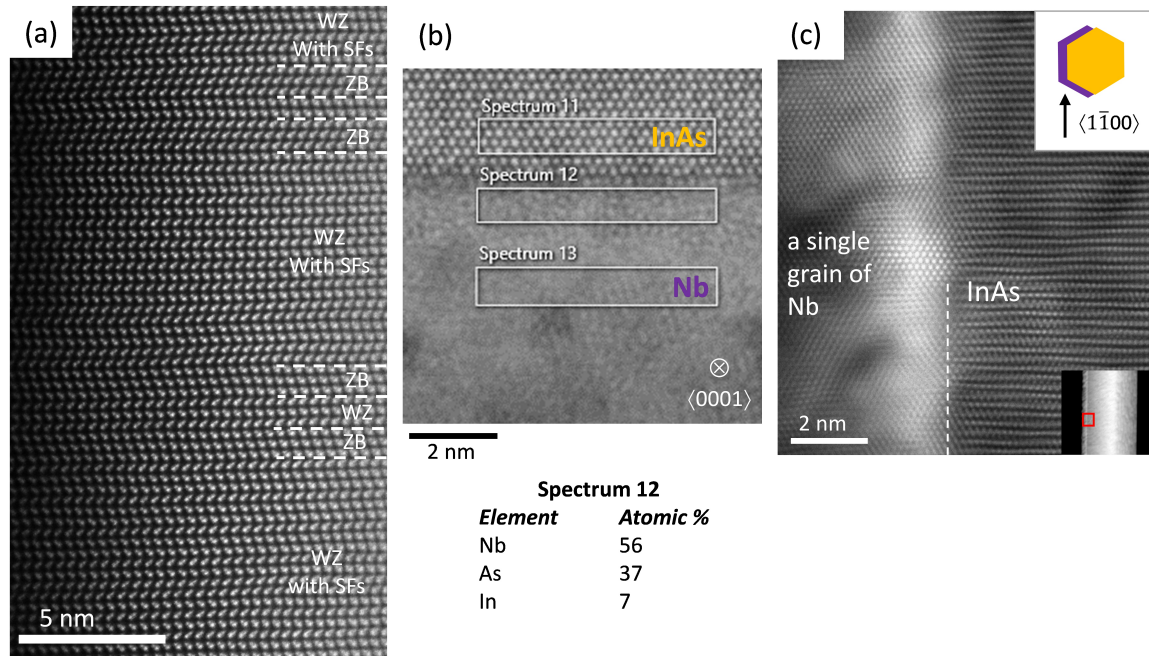 (a)
WZ
With SFs
ZB
ZB
WZ
With SFs
ZB
WZ
ZB
WZ
with SFs
5 nm
(b)
Spectrum 11
InAs
Spectrum 12
Spectrum 13
Nb
⊗
⟨0001⟩
2 nm
Spectrum 12
Element Atomic %
Nb 56
As 37
In 7
(c)
⟨11̄00⟩
a single
grain of
Nb
InAs
2 nm